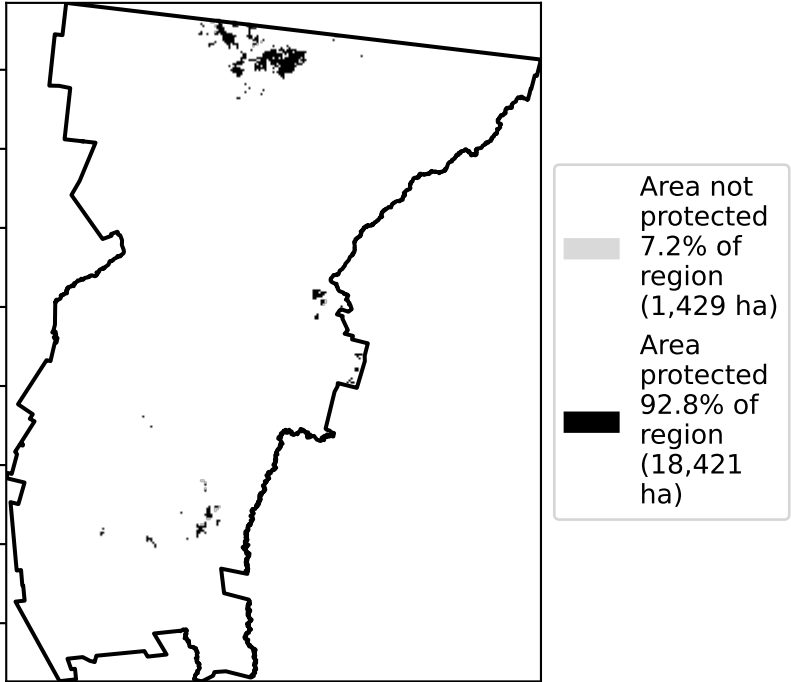 Area not
protected
7.2% of
region
(1,429 ha)
Area
protected
92.8% of
region
(18,421
ha)